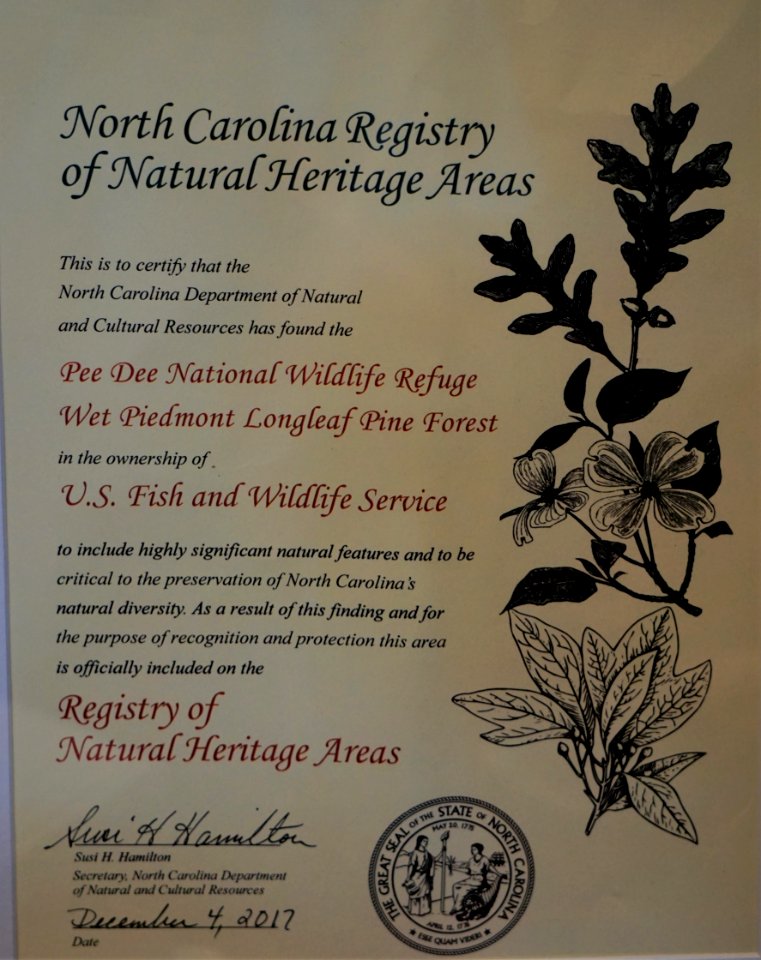 North Carolina Registry
of Natural Heritage Areas
This is to certify that the
North Carolina Department of Natural
and Cultural Resources has found the
Pee Dee National Wildlife Refuge
Wet Piedmont Longleaf Pine Forest
in the ownership of
U.S. Fish and Wildlife Service
to include highly significant natural features and to be
critical to the preservation of North Carolina's
natural diversity. As a result of this finding and for
the purpose of recognition and protection this area
is officially included on the
Registry of
Natural Heritage Areas
Susi H Hamilton
Susi H. Hamilton
Secretary, North Carolina Department
of Natural and Cultural Resources
December 4, 2017
Date
THE GREAT SEAL OF THE STATE OF NORTH CAROLINA
MAY 20, 1775
APRIL 12, 1776
ESSE QUAM VIDERI